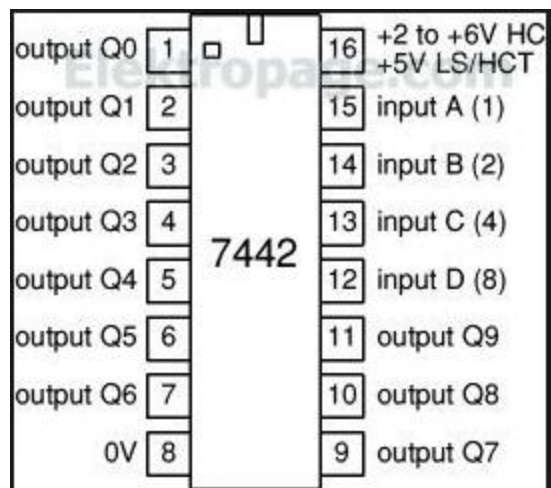 output Q0 1 16 +2 to +6V HC
+5V LS/HCT
Elektropage.com
output Q1 2 15 input A (1)
output Q2 3 14 input B (2)
output Q3 4 13 input C (4)
7442
output Q4 5 12 input D (8)
output Q5 6 11 output Q9
output Q6 7 10 output Q8
0V 8 9 output Q7